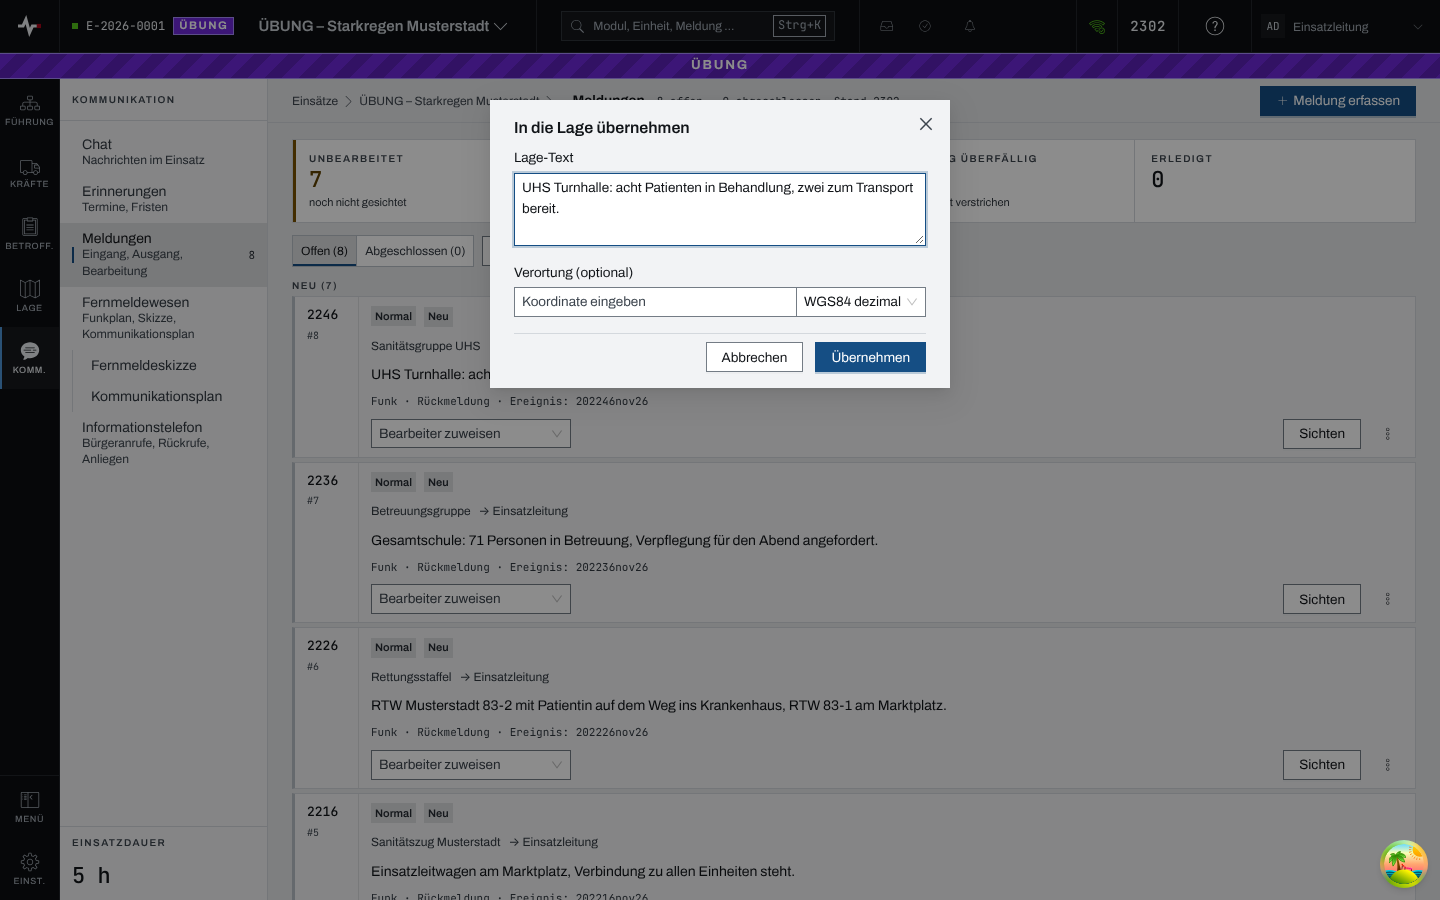 E-2026-0001 ÜBUNG ÜBUNG – Starkregen Musterstadt
Modul, Einheit, Meldung ... Strg+K
2302
AD Einsatzleitung
ÜBUNG
FÜHRUNG
KRÄFTE
BETROFF.
LAGE
KOMM.
MENÜ
EINST.
KOMMUNIKATION
Chat
Nachrichten im Einsatz
Erinnerungen
Termine, Fristen
Meldungen
Eingang, Ausgang,
Bearbeitung
8
Fernmeldewesen
Funkplan, Skizze,
Kommunikationsplan
Fernmeldeskizze
Kommunikationsplan
Informationstelefon
Bürgeranrufe, Rückrufe,
Anliegen
EINSATZDAUER
5 h
Einsätze ÜBUNG – Starkregen Musterstadt
Meldungen
+ Meldung erfassen
UNBEARBEITET
7
noch nicht gesichtet
ÜBERFÄLLIG
verstrichen
ERLEDIGT
0
Offen (8) Abgeschlossen (0)
In die Lage übernehmen
Lage-Text
UHS Turnhalle: acht Patienten in Behandlung, zwei zum Transport
bereit.
Verortung (optional)
Koordinate eingeben WGS84 dezimal
Abbrechen Übernehmen
NEU (7)
2246
#8
Normal Neu
Sanitätsgruppe UHS
UHS Turnhalle: ach
Funk · Rückmeldung · Ereignis: 202246nov26
Bearbeiter zuweisen
Sichten
2236
#7
Normal Neu
Betreuungsgruppe → Einsatzleitung
Gesamtschule: 71 Personen in Betreuung, Verpflegung für den Abend angefordert.
Funk · Rückmeldung · Ereignis: 202236nov26
Bearbeiter zuweisen
Sichten
2226
#6
Normal Neu
Rettungsstaffel → Einsatzleitung
RTW Musterstadt 83-2 mit Patientin auf dem Weg ins Krankenhaus, RTW 83-1 am Marktplatz.
Funk · Rückmeldung · Ereignis: 202226nov26
Bearbeiter zuweisen
Sichten
2216
#5
Normal Neu
Sanitätszug Musterstadt → Einsatzleitung
Einsatzleitwagen am Marktplatz, Verbindung zu allen Einheiten steht.
Funk · Rückmeldung · Ereignis: 202216nov26